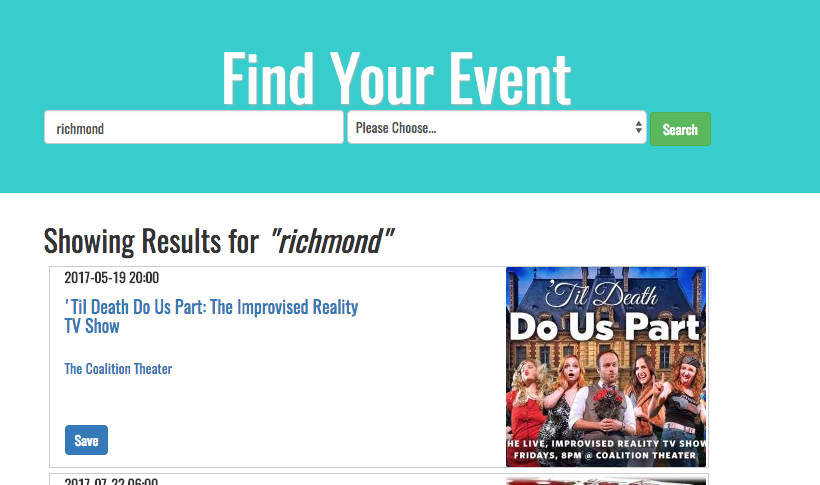 Find Your Event
richmond
Please Choose...
Search
Showing Results for "richmond"
2017-05-19 20:00
'Til Death Do Us Part: The Improvised Reality
TV Show
The Coalition Theater
Save
'Til Death
Do Us Part
HE LIVE, IMPROVISED REALITY TV SHOW
FRIDAYS, 8PM @ COALITION THEATER
2017-07-22 06:00